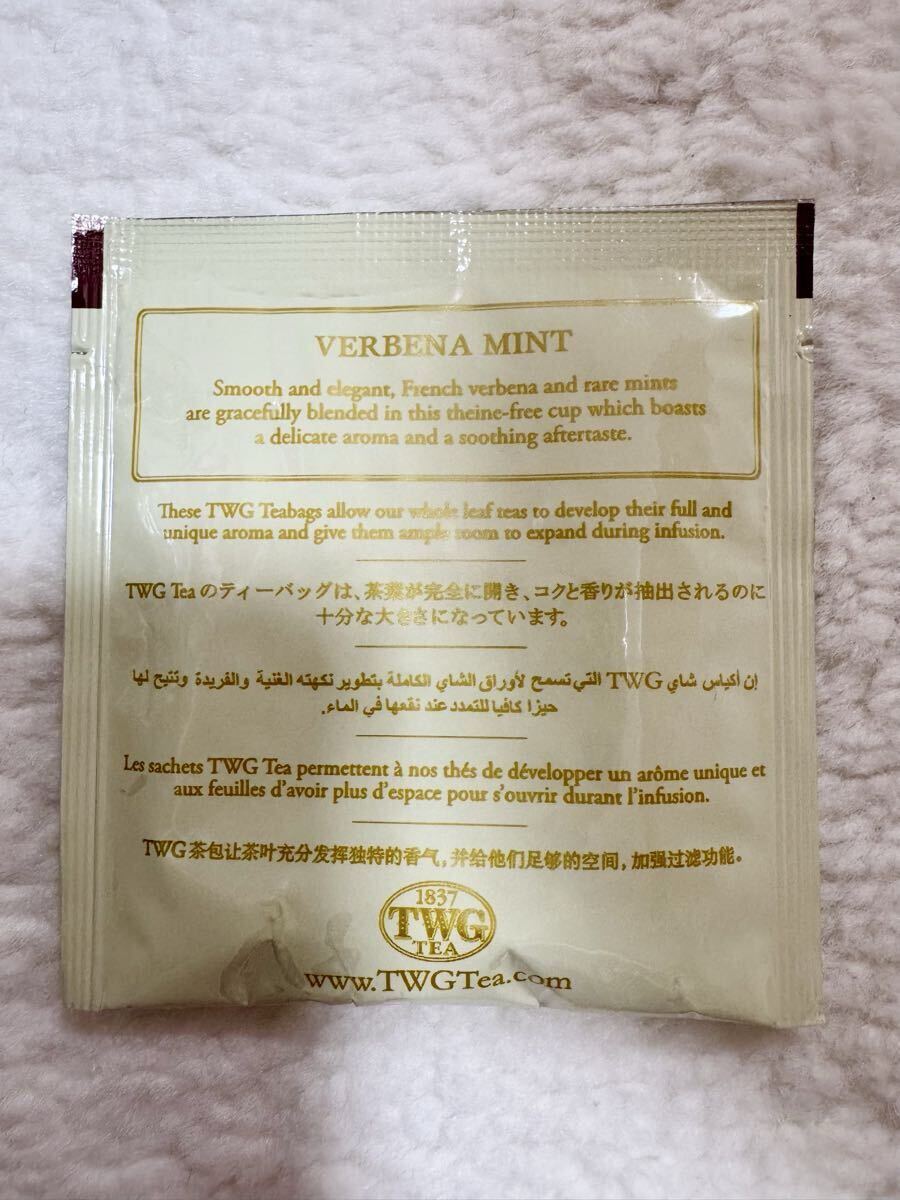 VERBENA MINT
Smooth and elegant, French verbena and rare mints
are gracefully blended in this theine-free cup which boasts
a delicate aroma and a soothing aftertaste.
These TWG Teabags allow our whole leaf teas to develop their full and
unique aroma and give them ample room to expand during infusion.
TWG Tea のティーバッグは、茶葉が完全に開き、コクと香りが抽出されるのに
十分な大きさになっています。
إن أكياس شاي TWG التي تسمح لأوراق الشاي الكاملة بتطوير نكهته الغنية والفريدة وتتيح لها
حيزا كافيا للتمدد عند نقعها في الماء.
Les sachets TWG Tea permettent à nos thés de développer un arôme unique et
aux feuilles d'avoir plus d'espace pour s'ouvrir durant l'infusion.
TWG茶包让茶叶充分发挥独特的香气，并给他们足够的空间，加强过滤功能。
1837
TWG
TEA
www.TWGTea.com